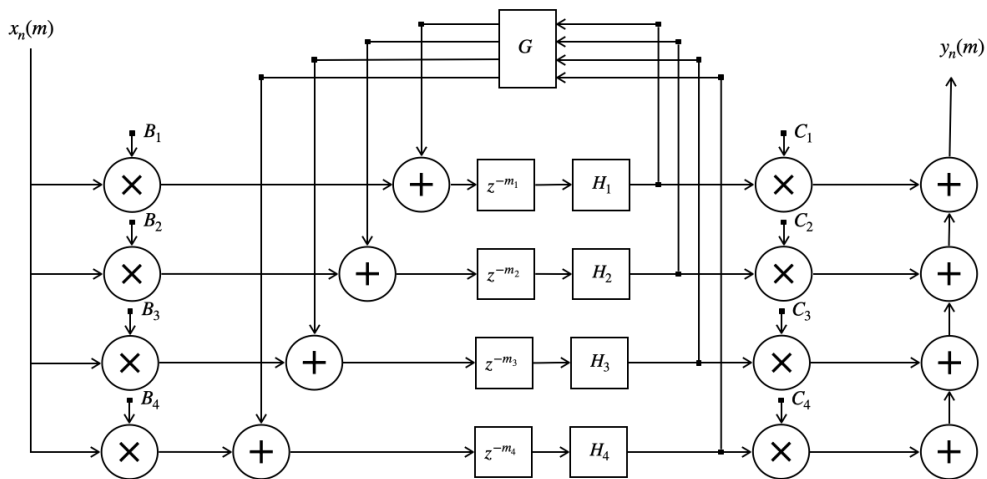 x_n(m)
G
y_n(m)
B_1
C_1
× + z^{-m_1} H_1 × +
B_2
C_2
× + z^{-m_2} H_2 × +
B_3
C_3
× + z^{-m_3} H_3 × +
B_4
C_4
× + z^{-m_4} H_4 × +